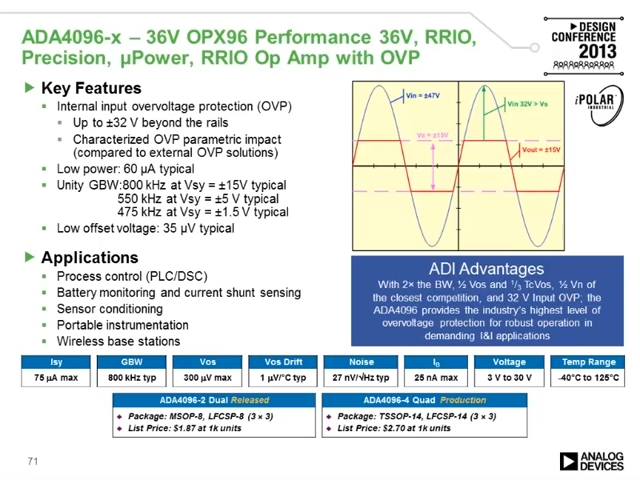 ADA4096-x – 36V OPX96 Performance 36V, RRIO,
Precision, µPower, RRIO Op Amp with OVP
DESIGN
CONFERENCE
2013
Key Features
Internal input overvoltage protection (OVP)
Up to ±32 V beyond the rails
Characterized OVP parametric impact
(compared to external OVP solutions)
Low power: 60 µA typical
Unity GBW:800 kHz at Vsy = ±15V typical
550 kHz at Vsy = ±5 V typical
475 kHz at Vsy = ±1.5 V typical
Low offset voltage: 35 µV typical
Applications
Process control (PLC/DSC)
Battery monitoring and current shunt sensing
Sensor conditioning
Portable instrumentation
Wireless base stations
Vin = ±47V
Vin 32V > Vs
Vs = ±15V
Vout = ±15V
iPOLAR
INDUSTRIAL
ADI Advantages
With 2× the BW, ½ Vos and 1/3 TcVos, ½ Vn of
the closest competition, and 32 V Input OVP; the
ADA4096 provides the industry's highest level of
overvoltage protection for robust operation in
demanding I&I applications
Isy GBW Vos Vos Drift Noise IB Voltage Temp Range
75 µA max 800 kHz typ 300 µV max 1 µV/°C typ 27 nV/√Hz typ 25 nA max 3 V to 30 V -40°C to 125°C
ADA4096-2 Dual Released
Package: MSOP-8, LFCSP-8 (3 × 3)
List Price: $1.87 at 1k units
ADA4096-4 Quad Production
Package: TSSOP-14, LFCSP-14 (3 × 3)
List Price: $2.70 at 1k units
71
ANALOG
DEVICES